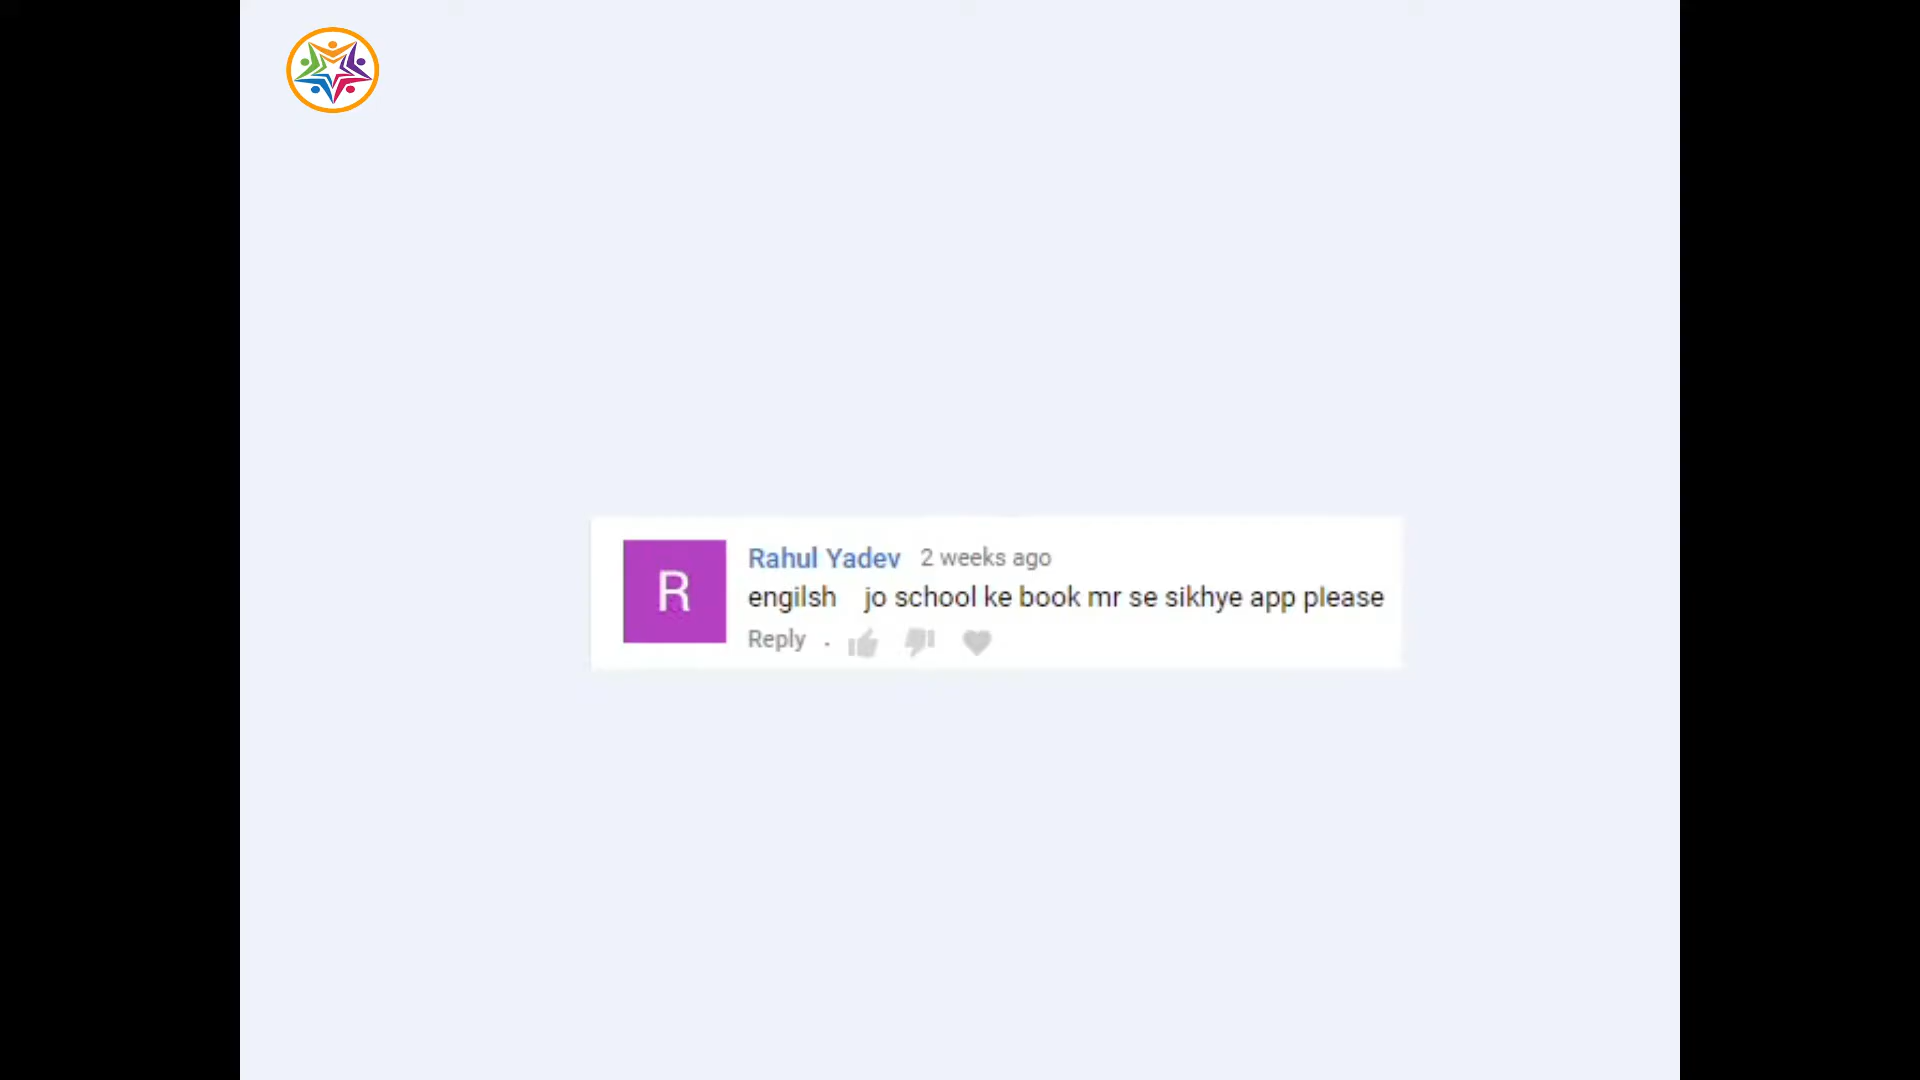 R
Rahul Yadev 2 weeks ago
engilsh jo school ke book mr se sikhye app please
Reply .